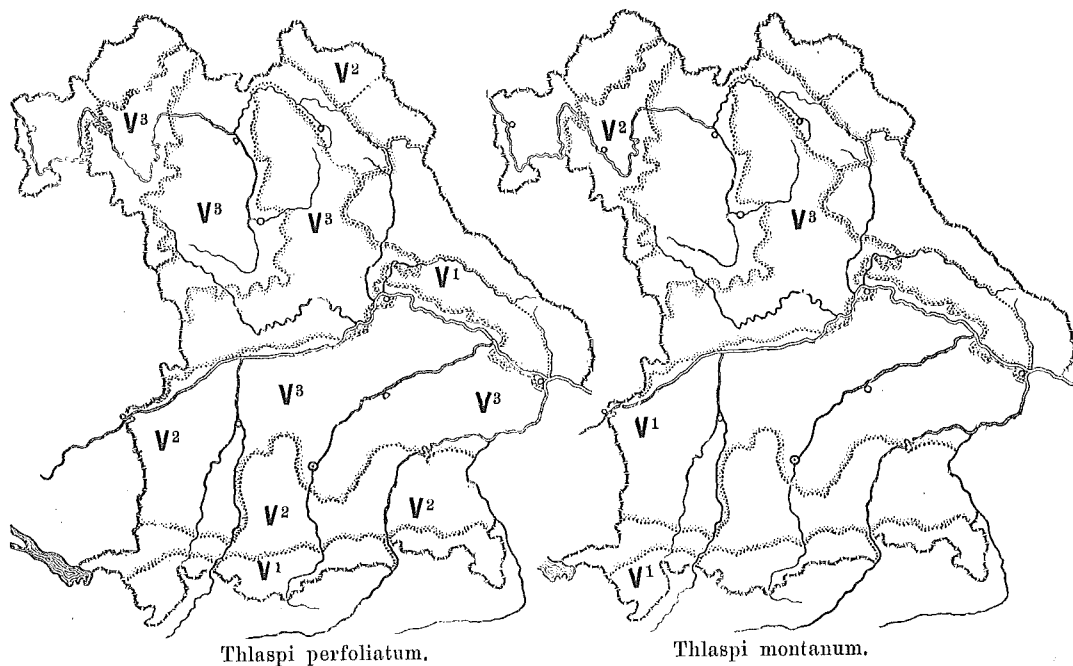 V²
V³
V²
V³
V³
V³
V¹
V³
V³
V²
V¹
V²
V²
V¹
V¹
Thlaspi perfoliatum.
Thlaspi montanum.